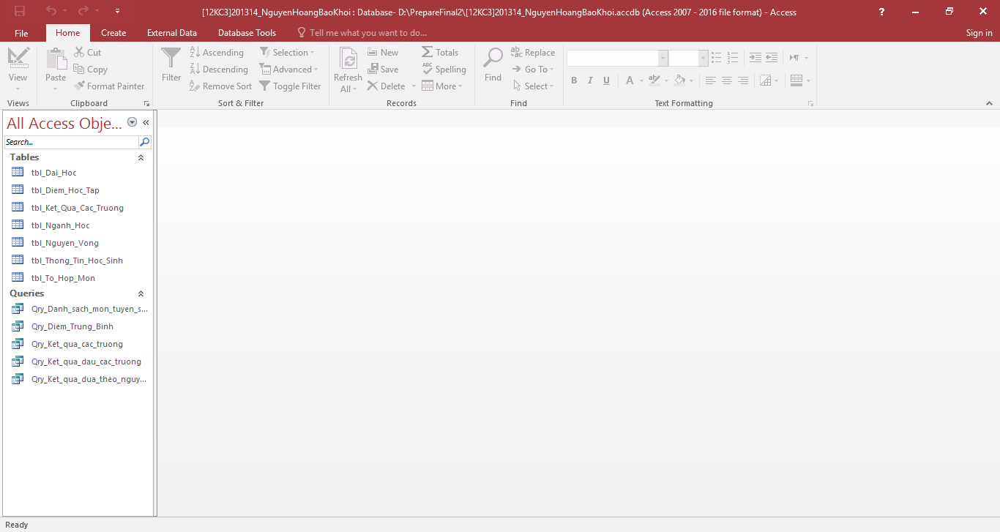 [12KC3]201314_NguyenHoangBaoKhoi : Database- D:\PrepareFinal2\[12KC3]201314_NguyenHoangBaoKhoi.accdb (Access 2007 - 2016 file format) - Access
File Home Create External Data Database Tools Tell me what you want to do... Sign in
View
Paste
Cut
Copy
Format Painter
Filter
Ascending
Descending
Remove Sort
Selection
Advanced
Toggle Filter
Refresh
All
New
Save
Delete
Totals
Spelling
More
Find
Replace
Go To
Select
B I U A
Views Clipboard Sort & Filter Records Find Text Formatting
All Access Obje...
Search...
Tables
tbl_Dai_Hoc
tbl_Diem_Hoc_Tap
tbl_Ket_Qua_Cac_Truong
tbl_Nganh_Hoc
tbl_Nguyen_Vong
tbl_Thong_Tin_Hoc_Sinh
tbl_To_Hop_Mon
Queries
Qry_Danh_sach_mon_tuyen_s...
Qry_Diem_Trung_Binh
Qry_Ket_qua_cac_truong
Qry_Ket_qua_dau_cac_truong
Qry_Ket_qua_dua_theo_nguy...
Ready